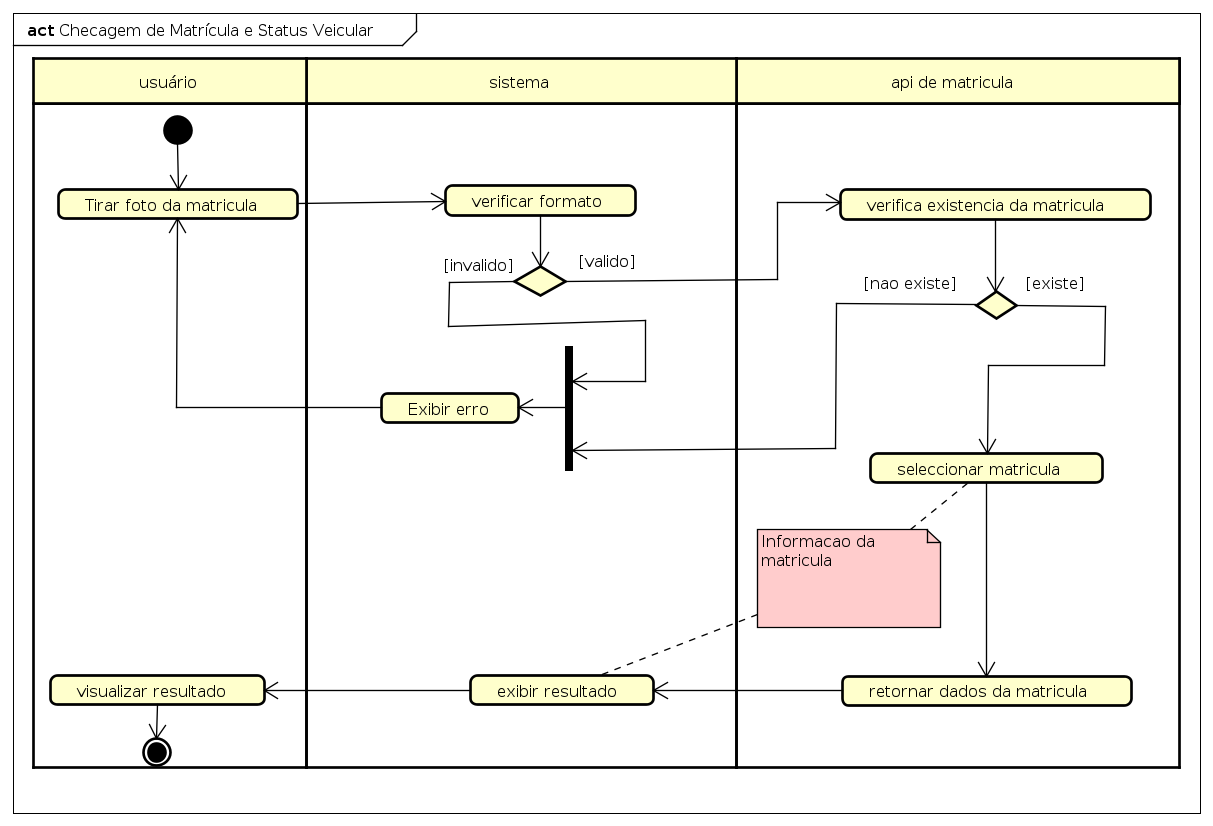 act Checagem de Matrícula e Status Veicular
usuário
sistema
api de matricula
Tirar foto da matricula
verificar formato
verifica existencia da matricula
[invalido]
[valido]
[nao existe]
[existe]
Exibir erro
seleccionar matricula
Informacao da
matricula
visualizar resultado
exibir resultado
retornar dados da matricula